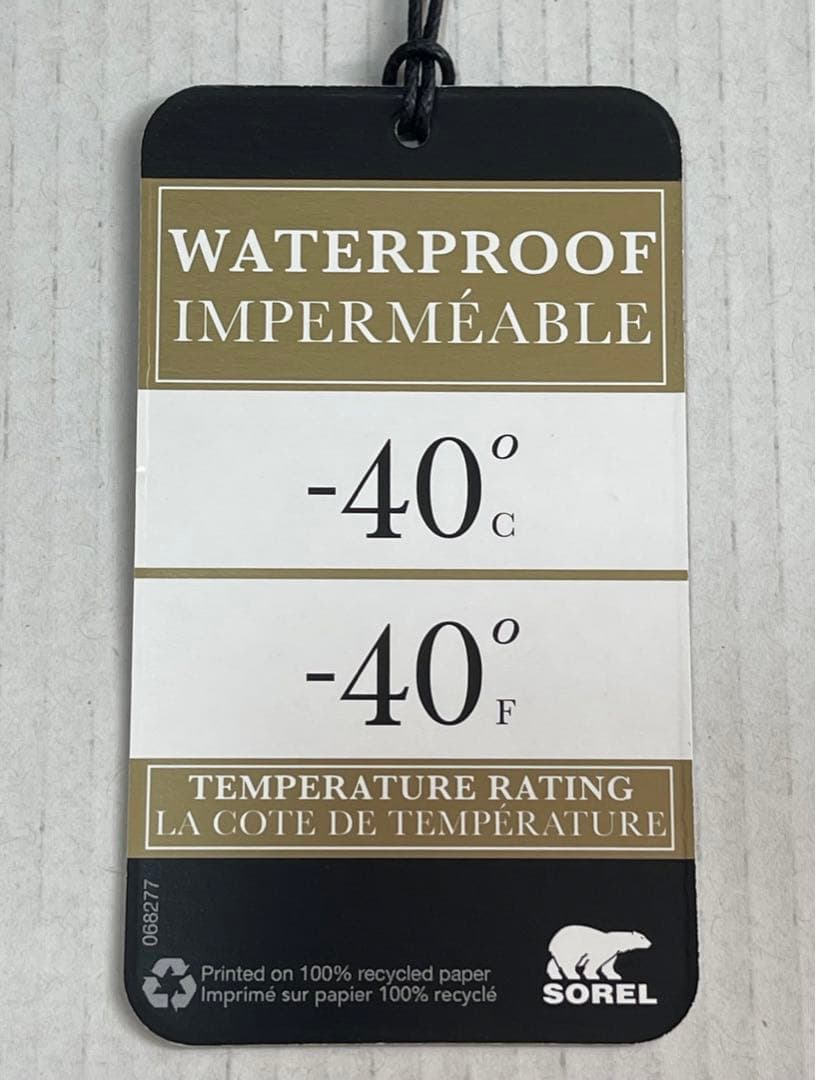 WATERPROOF
IMPERMÉABLE
-40°C
-40°F
TEMPERATURE RATING
LA COTE DE TEMPÉRATURE
068277
Printed on 100% recycled paper
Imprimé sur papier 100% recyclé
SOREL